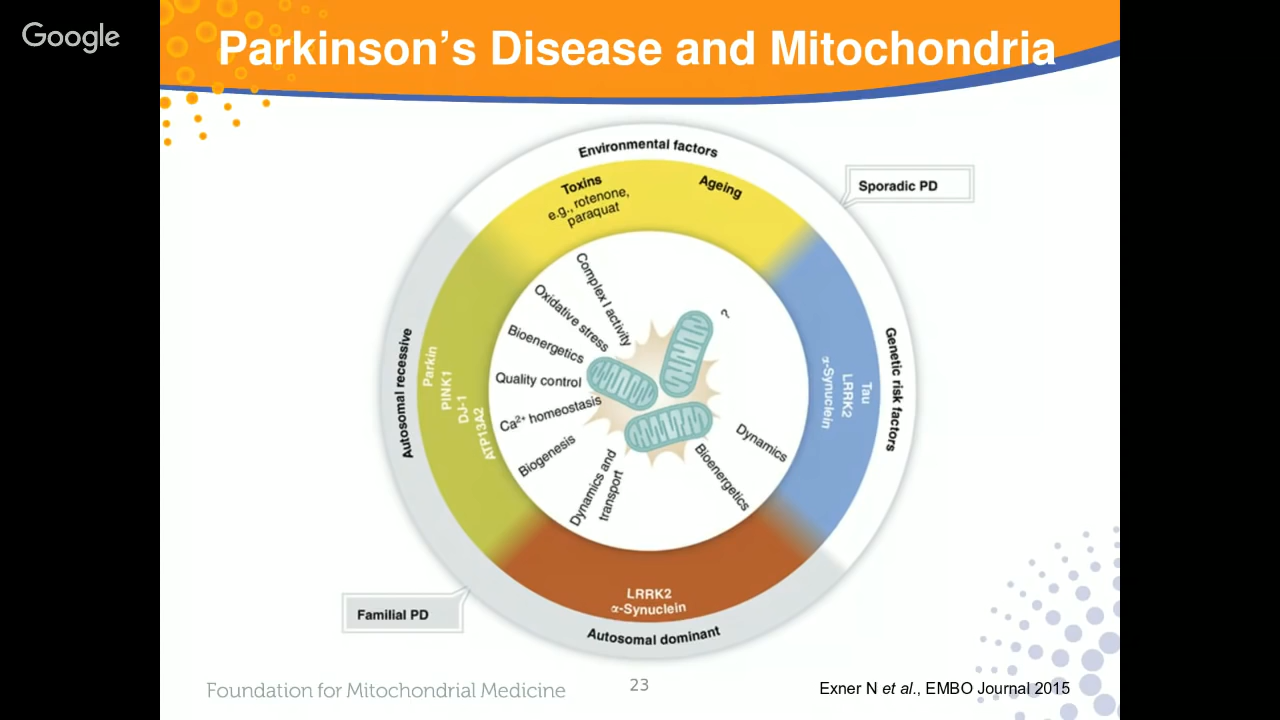 Google
Parkinson’s Disease and Mitochondria
Environmental factors
Sporadic PD
Toxins
e.g., rotenone,
paraquat
Ageing
Complex I activity
Oxidative stress
Bioenergetics
Quality control
Ca²⁺ homeostasis
Biogenesis
Dynamics and
transport
?
Dynamics
Bioenergetics
Autosomal recessive
Parkin
PINK1
DJ-1
ATP13A2
Tau
LRRK2
α-Synuclein
Genetic risk factors
LRRK2
α-Synuclein
Autosomal dominant
Familial PD
Foundation for Mitochondrial Medicine
23
Exner N et al., EMBO Journal 2015